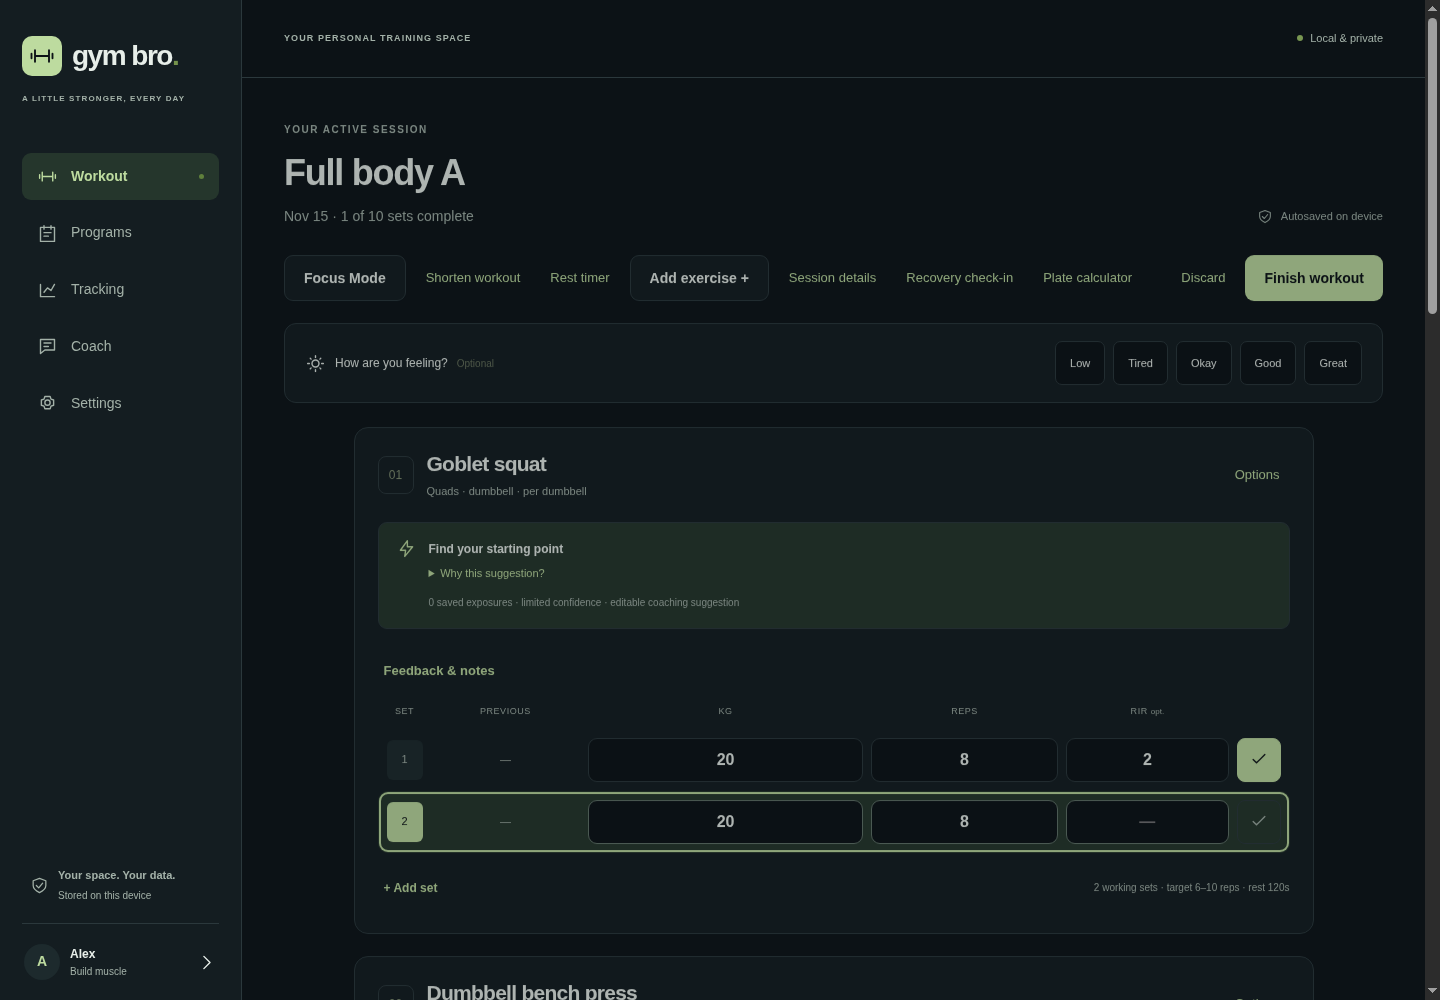 gym bro.
A LITTLE STRONGER, EVERY DAY
Workout
Programs
Tracking
Coach
Settings
Your space. Your data.
Stored on this device
A
Alex
Build muscle
YOUR PERSONAL TRAINING SPACE
Local & private
YOUR ACTIVE SESSION
Full body A
Nov 15 · 1 of 10 sets complete
Autosaved on device
Focus Mode Shorten workout Rest timer Add exercise + Session details Recovery check-in Plate calculator Discard Finish workout
How are you feeling? Optional Low Tired Okay Good Great
01
Goblet squat
Quads · dumbbell · per dumbbell
Options
Find your starting point
Why this suggestion?
0 saved exposures · limited confidence · editable coaching suggestion
Feedback & notes
SET PREVIOUS KG REPS RIR opt.
1 — 20 8 2
2 — 20 8 —
+ Add set
2 working sets · target 6–10 reps · rest 120s
Dumbbell bench press